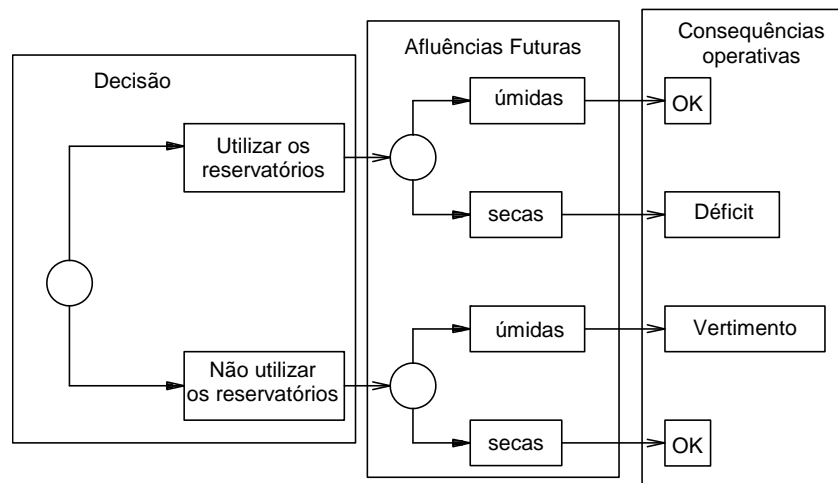 Decisão
Afluências Futuras
Consequências
operativas
Utilizar os
reservatórios
úmidas
OK
secas
Déficit
Não utilizar
os reservatórios
úmidas
Vertimento
secas
OK